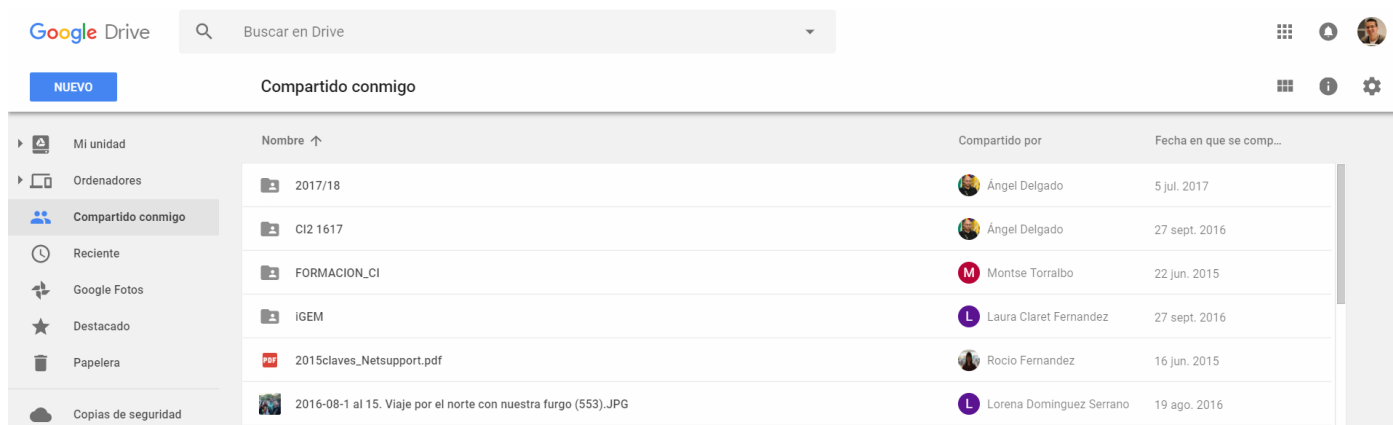 Google Drive
Buscar en Drive
NUEVO
Compartido conmigo
Mi unidad
Ordenadores
Compartido conmigo
Reciente
Google Fotos
Destacado
Papelera
Copias de seguridad
Nombre Compartido por Fecha en que se comp...
2017/18 Ángel Delgado 5 jul. 2017
CI2 1617 Ángel Delgado 27 sept. 2016
FORMACION_CI M Montse Torralbo 22 jun. 2015
iGEM L Laura Claret Fernandez 27 sept. 2016
PDF 2015claves_Netsupport.pdf Rocio Fernandez 16 jun. 2015
2016-08-1 al 15. Viaje por el norte con nuestra furgo (553).JPG L Lorena Dominguez Serrano 19 ago. 2016